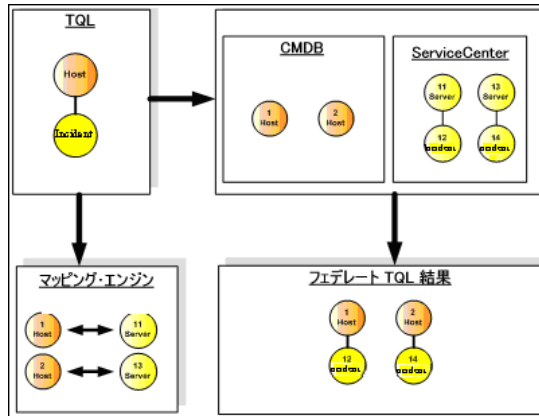 TQL
Host
Incident
CMDB
1
Host
2
Host
ServiceCenter
11
Server
13
Server
12
14
マッピング・エンジン
1
Host
11
Server
2
Host
13
Server
フェデレート TQL 結果
1
Host
2
Host
12
14